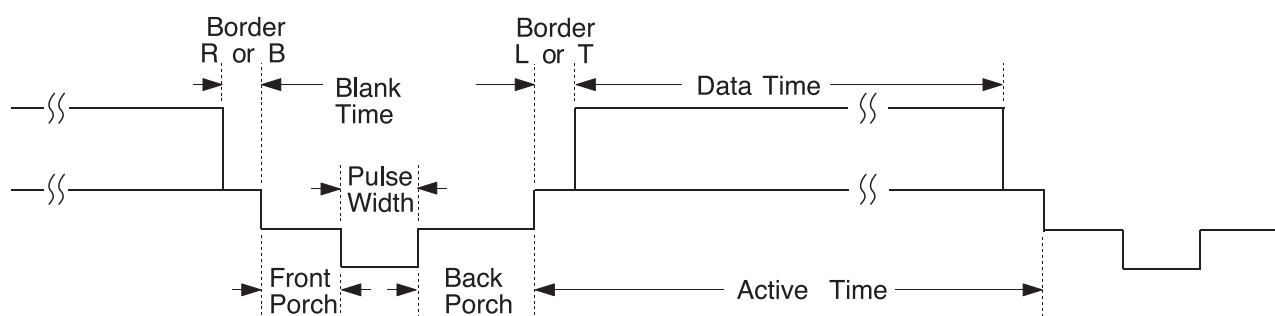 Border
R or B
Border
L or T
Blank
Time
Data Time
Pulse
Width
Front
Porch
Back
Porch
Active Time